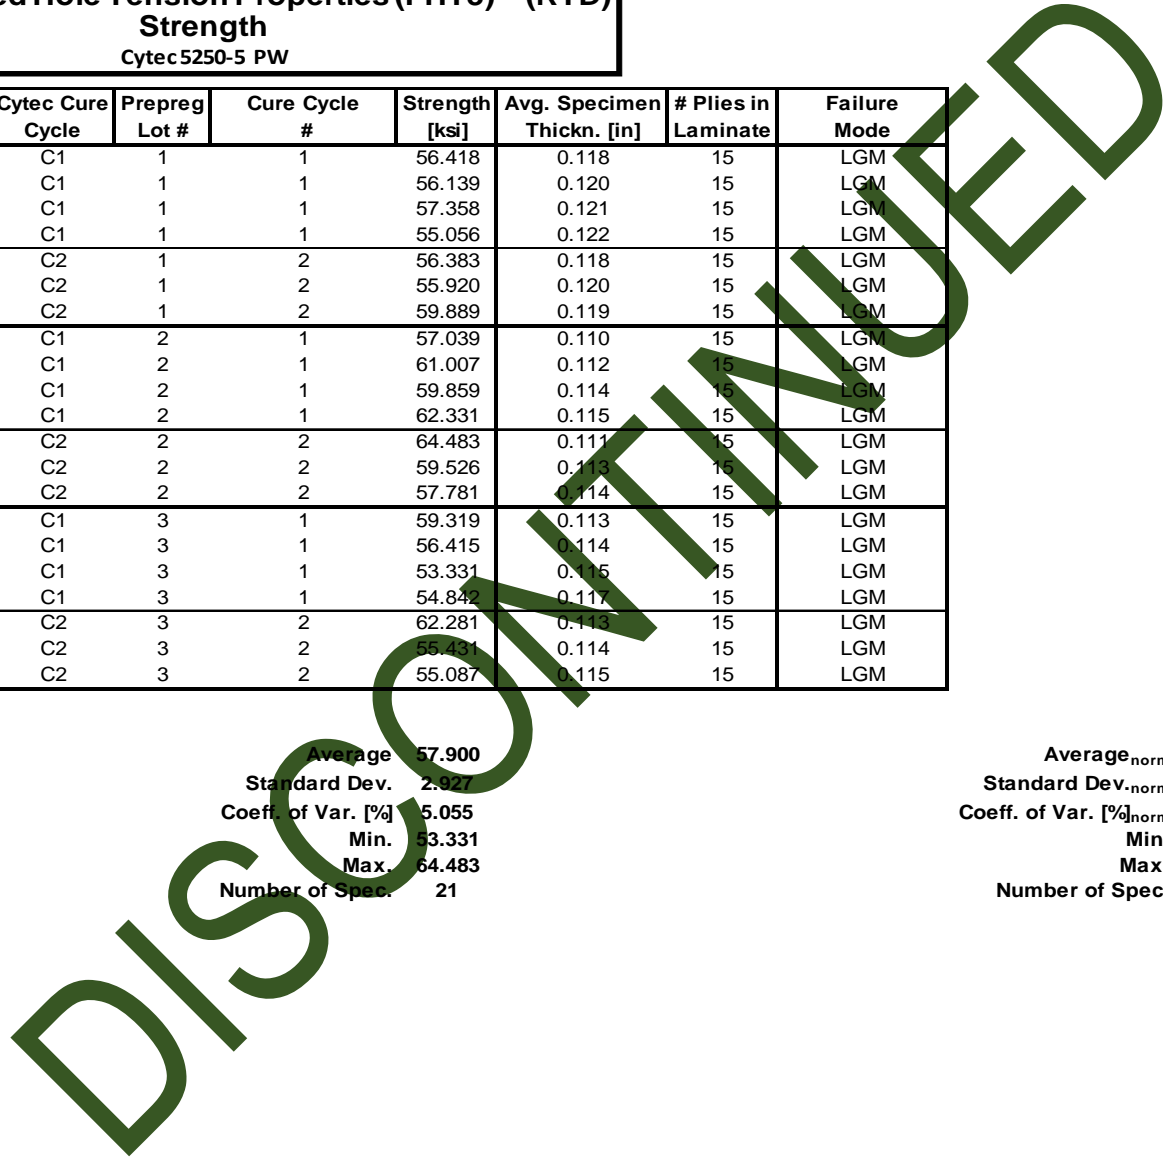 Hole Tension Properties (FHT3) -- (RTD)
Strength
Cytec 5250-5 PW
Cytec Cure Prepreg Cure Cycle Strength Avg. Specimen # Plies in Failure
Cycle Lot # # [ksi] Thickn. [in] Laminate Mode
C1 1 1 56.418 0.118 15 LGM
C1 1 1 56.139 0.120 15 LGM
C1 1 1 57.358 0.121 15 LGM
C1 1 1 55.056 0.122 15 LGM
C2 1 2 56.383 0.118 15 LGM
C2 1 2 55.920 0.120 15 LGM
C2 1 2 59.889 0.119 15 LGM
C1 2 1 57.039 0.110 15 LGM
C1 2 1 61.007 0.112 15 LGM
C1 2 1 59.859 0.114 15 LGM
C1 2 1 62.331 0.115 15 LGM
C2 2 2 64.483 0.111 15 LGM
C2 2 2 59.526 0.113 15 LGM
C2 2 2 57.781 0.114 15 LGM
C1 3 1 59.319 0.113 15 LGM
C1 3 1 56.415 0.114 15 LGM
C1 3 1 53.331 0.115 15 LGM
C1 3 1 54.842 0.117 15 LGM
C2 3 2 62.281 0.113 15 LGM
C2 3 2 55.431 0.114 15 LGM
C2 3 2 55.087 0.115 15 LGM
Average 57.900 Average norm
Standard Dev. 2.927 Standard Dev. norm
Coeff. of Var. [%] 5.055 Coeff. of Var. [%] norm
Min. 53.331 Min
Max. 64.483 Max
Number of Spec. 21 Number of Spec
DISCONTINUED